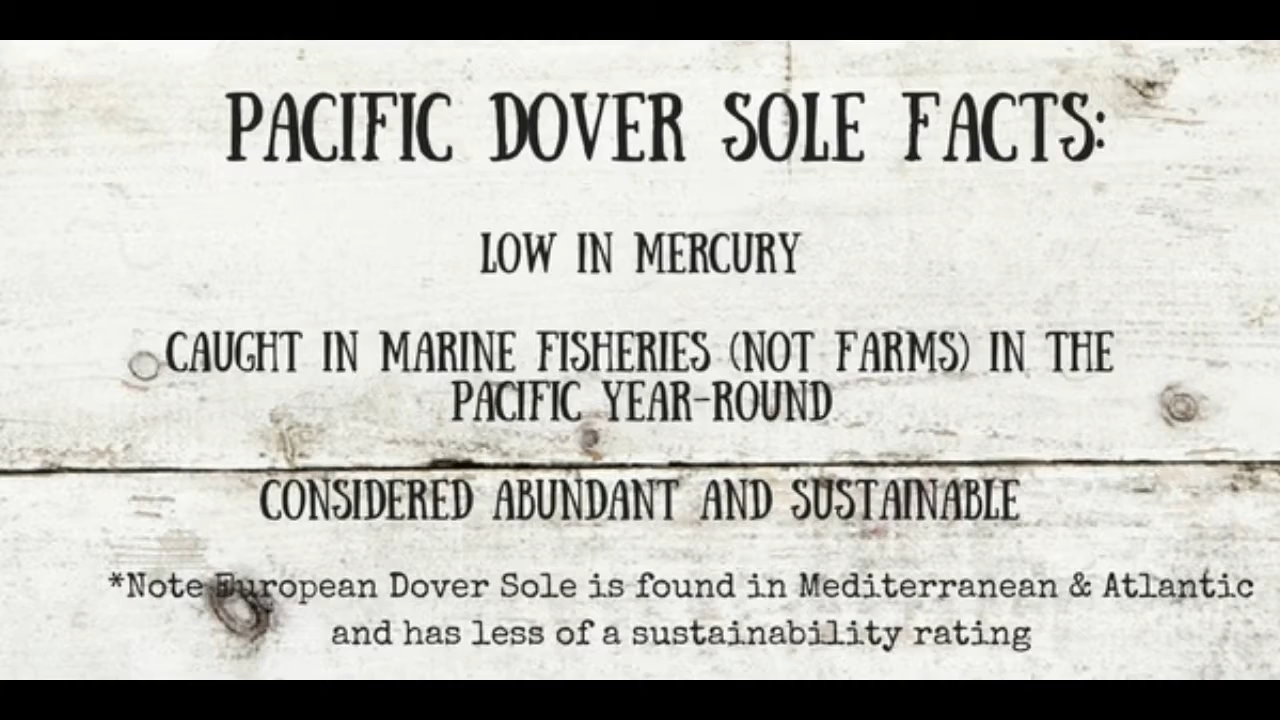 PACIFIC DOVER SOLE FACTS:
LOW IN MERCURY
CAUGHT IN MARINE FISHERIES (NOT FARMS) IN THE
PACIFIC YEAR-ROUND
CONSIDERED ABUNDANT AND SUSTAINABLE
*Note European Dover Sole is found in Mediterranean & Atlantic
and has less of a sustainability rating